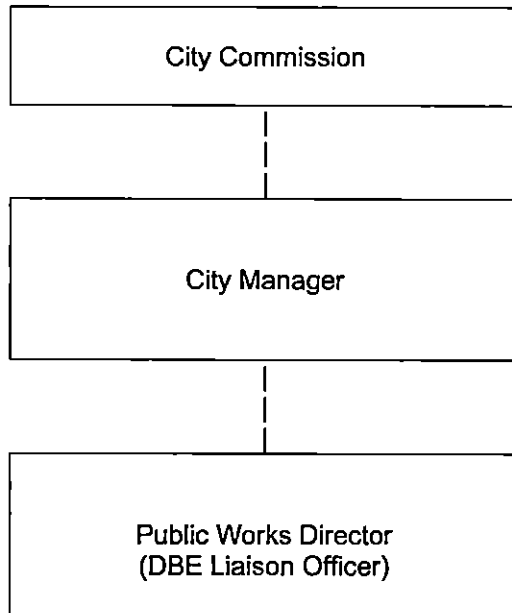 City Commission
City Manager
Public Works Director
(DBE Liaison Officer)